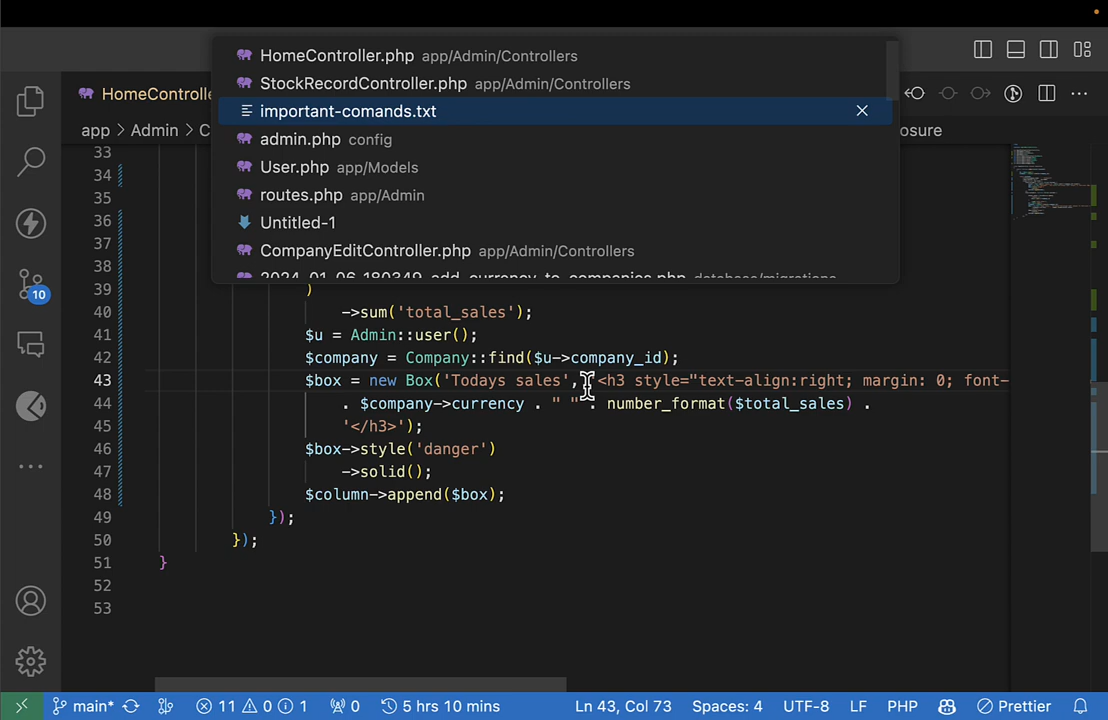 HomeController.php app/Admin/Controllers
StockRecordController.php app/Admin/Controllers
important-comands.txt
admin.php config
User.php app/Models
routes.php app/Admin
Untitled-1
CompanyEditController.php app/Admin/Controllers
2024_01_06_180349_add_currency_to_companies.php database/migrations
HomeControlle
app > Admin > C
osure
33
34
35
36
37
38
39 )
40 ->sum('total_sales');
41 $u = Admin::user();
42 $company = Company::find($u->company_id);
43 $box = new Box('Todays sales', '<h3 style="text-align:right; margin: 0; font-
44 . $company->currency . " " . number_format($total_sales) .
45 '</h3>');
46 $box->style('danger')
47 ->solid();
48 $column->append($box);
49 });
50 });
51 }
52
53
10
main* 11 0 1 0 5 hrs 10 mins Ln 43, Col 73 Spaces: 4 UTF-8 LF PHP Prettier